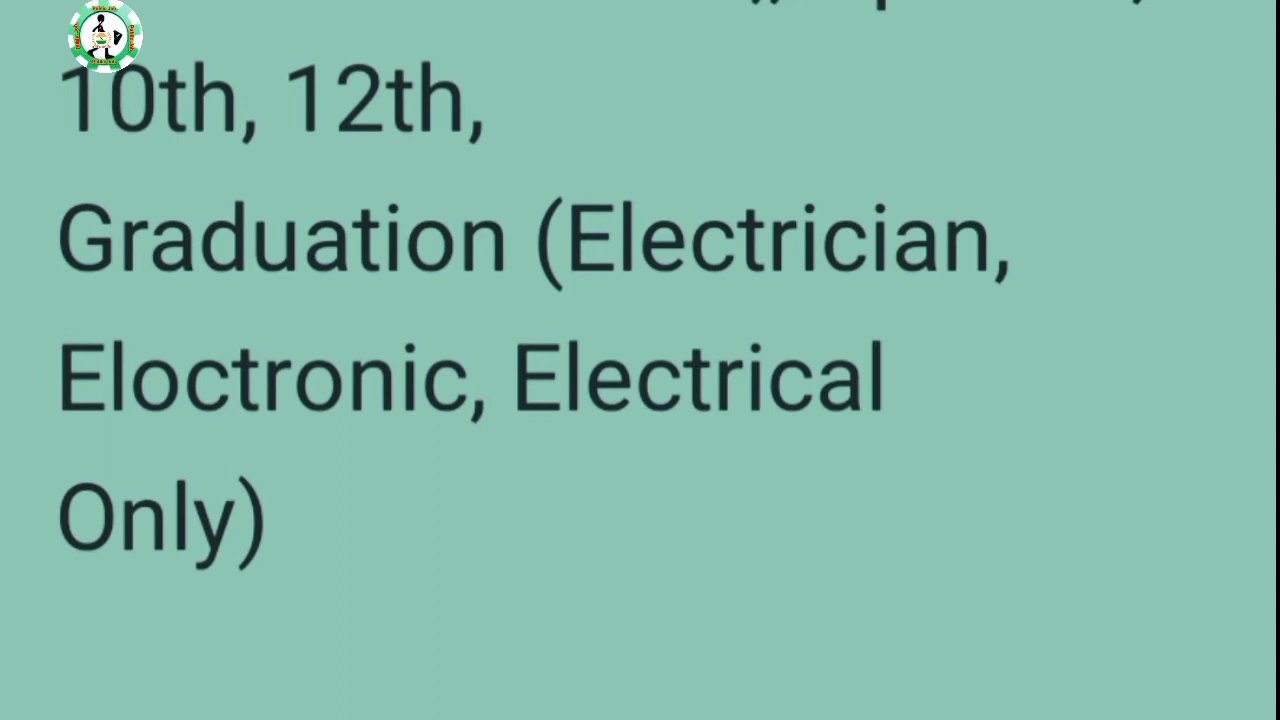 10th, 12th,
Graduation (Electrician,
Eloctronic, Electrical
Only)